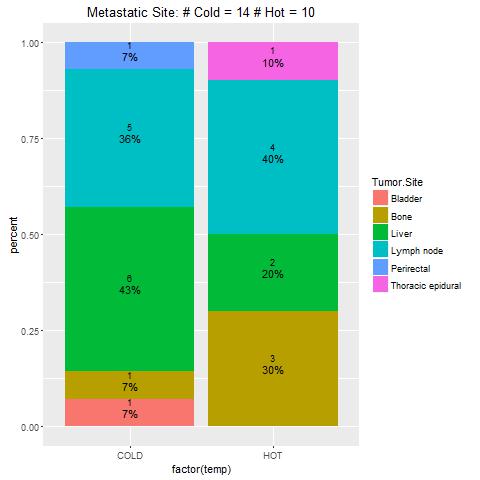 Metastatic Site: # Cold = 14 # Hot = 10
percent
1.00
0.75
0.50
0.25
0.00
1
7%
5
36%
6
43%
1
7%
1
7%
1
10%
4
40%
2
20%
3
30%
COLD
HOT
factor(temp)
Tumor.Site
Bladder
Bone
Liver
Lymph node
Perirectal
Thoracic epidural